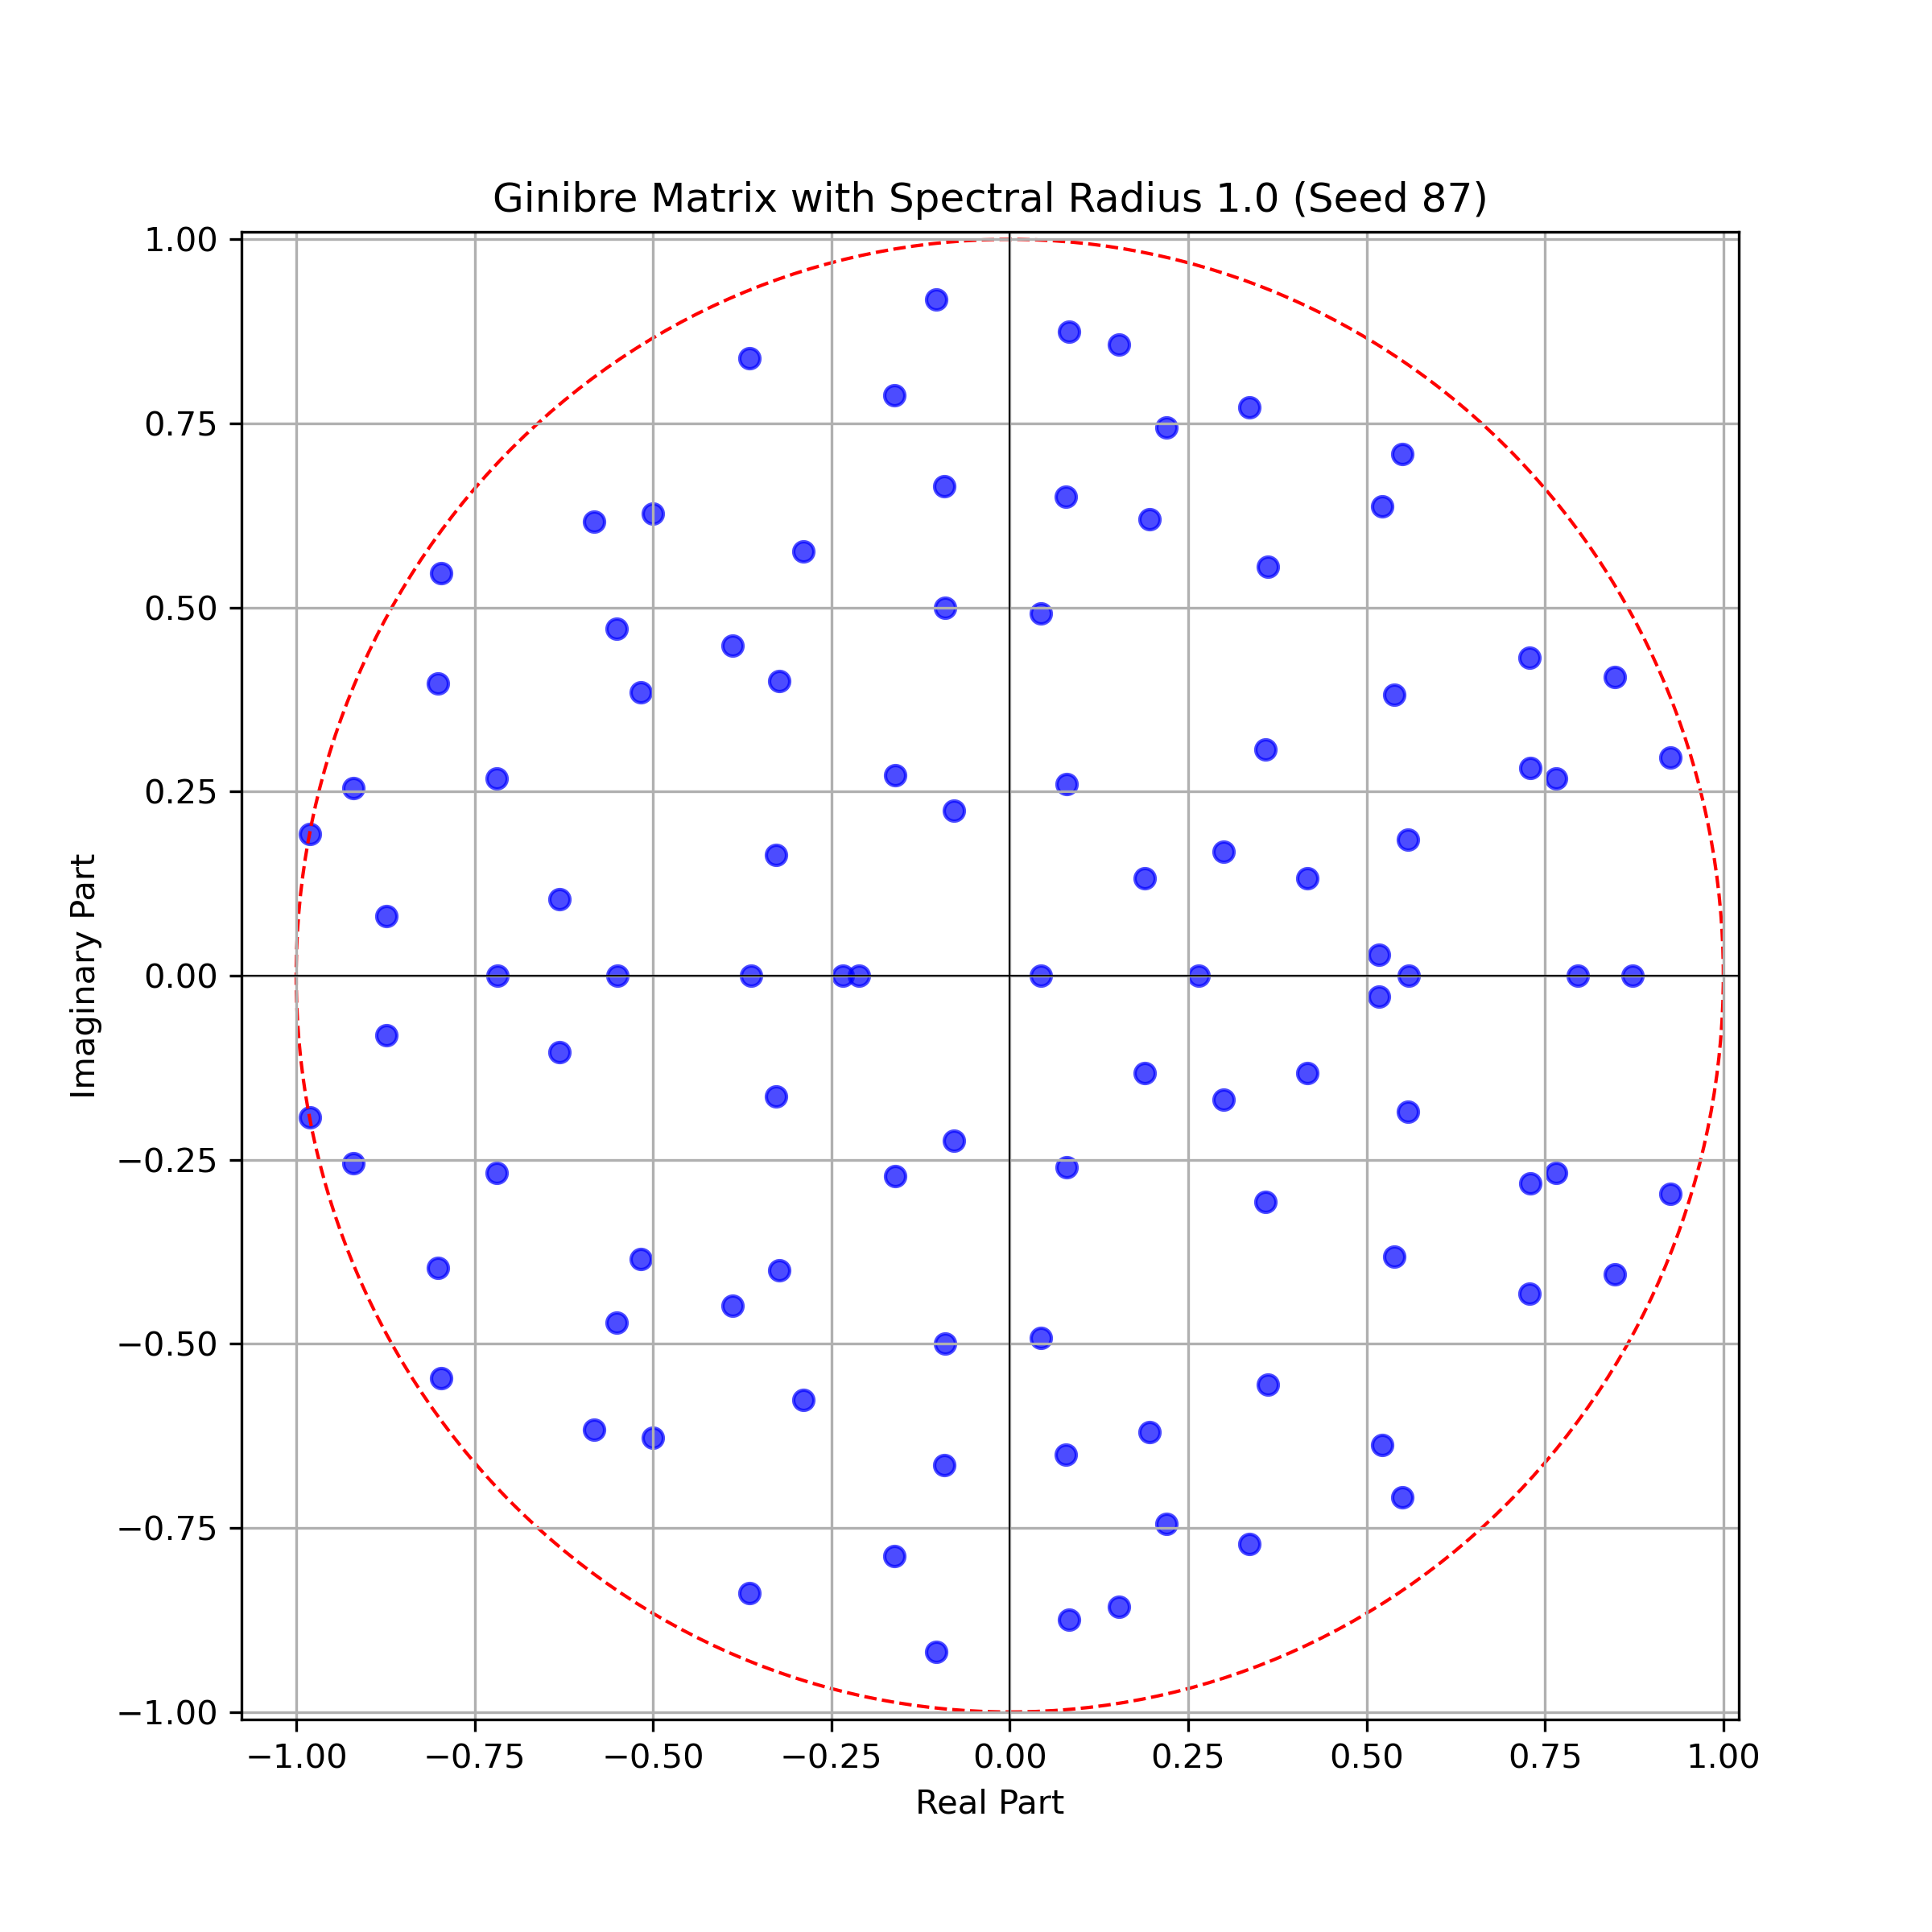 Ginibre Matrix with Spectral Radius 1.0 (Seed 87)
1.00
0.75
0.50
0.25
0.00
−0.25
−0.50
−0.75
−1.00
Imaginary Part
−1.00 −0.75 −0.50 −0.25 0.00 0.25 0.50 0.75 1.00
Real Part